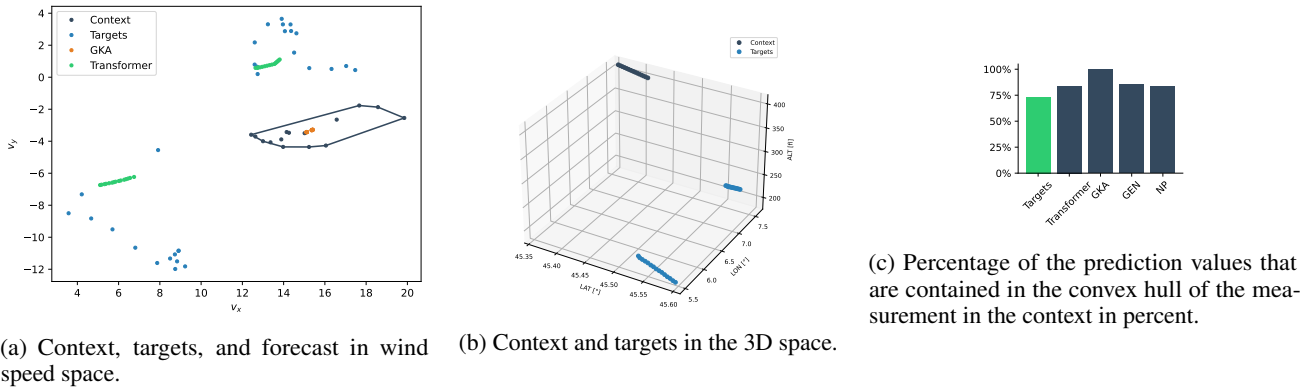 4
2
0
−2
−4
−6
−8
−10
−12
v_y
Context
Targets
GKA
Transformer
4 6 8 10 12 14 16 18 20
v_x
(a) Context, targets, and forecast in wind
speed space.
Context
Targets
400
350
300
250
200
ALT [ft]
7.5
7.0
6.5
6.0
5.5
LON [°]
45.35
45.40
45.45
45.50
45.55
45.60
LAT [°]
(b) Context and targets in the 3D space.
100%
75%
50%
25%
0%
Targets
Transformer
GKA
GEN
NP
(c) Percentage of the prediction values that
are contained in the convex hull of the mea-
surement in the context in percent.